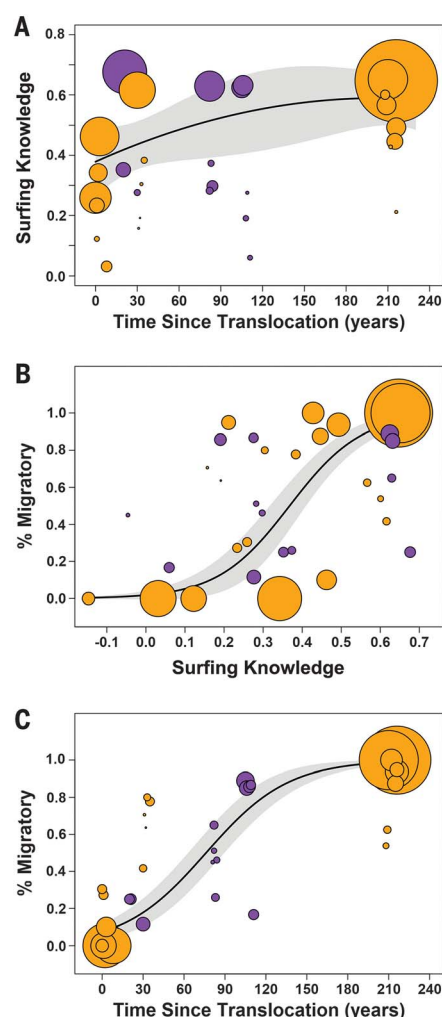 A
Surfing Knowledge
0.8
0.6
0.4
0.2
0.0
0 30 60 90 120 150 180 210 240
Time Since Translocation (years)
B
% Migratory
1.0
0.8
0.6
0.4
0.2
0.0
-0.1 0.0 0.1 0.2 0.3 0.4 0.5 0.6 0.7
Surfing Knowledge
C
% Migratory
1.0
0.8
0.6
0.4
0.2
0.0
0 30 60 90 120 150 180 210 240
Time Since Translocation (years)